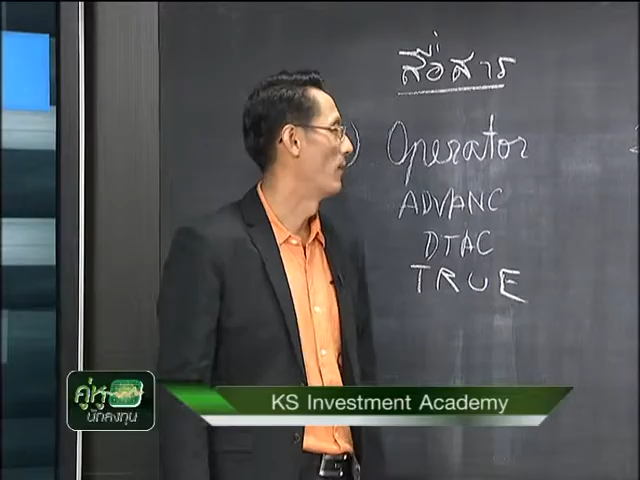 สื่อสาร
Operator
ADVANC
DTAC
TRUE
คู่หู
นักลงทุน
KS Investment Academy